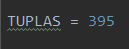 TUPLAS = 395